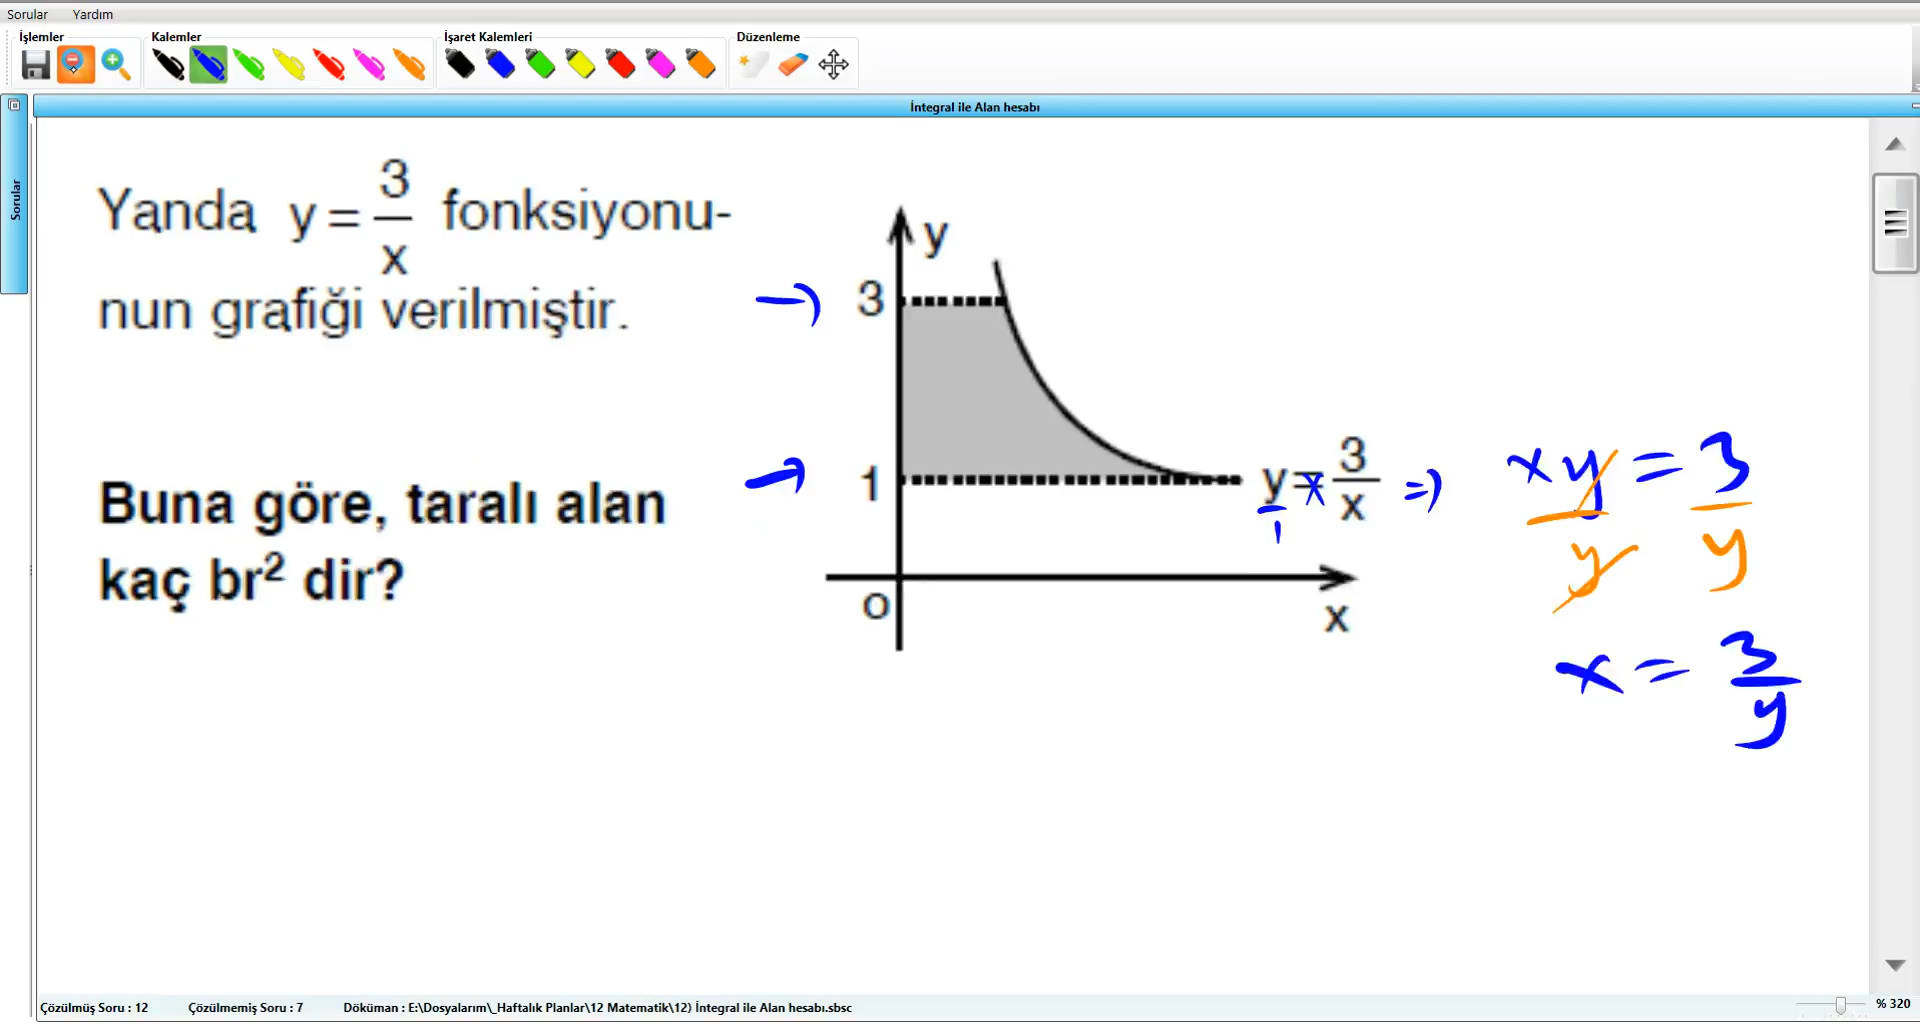 Sorular Yardım
İşlemler Kalemler İşaret Kalemleri Düzenleme
İntegral ile Alan hesabı
Sorular
Yanda y = 3/x fonksiyonu-
nun grafiği verilmiştir.
Buna göre, taralı alan
kaç br² dir?
y
→ 3
→ 1
y = 3/x ⇒
1
x
o
x
xy = 3
y y
x = 3/y
Çözülmüş Soru : 12 Çözülmemiş Soru : 7 Döküman : E:\Dosyalarım\_Haftalık Planlar\12 Matematik\12) İntegral ile Alan hesabı.sbsc % 320